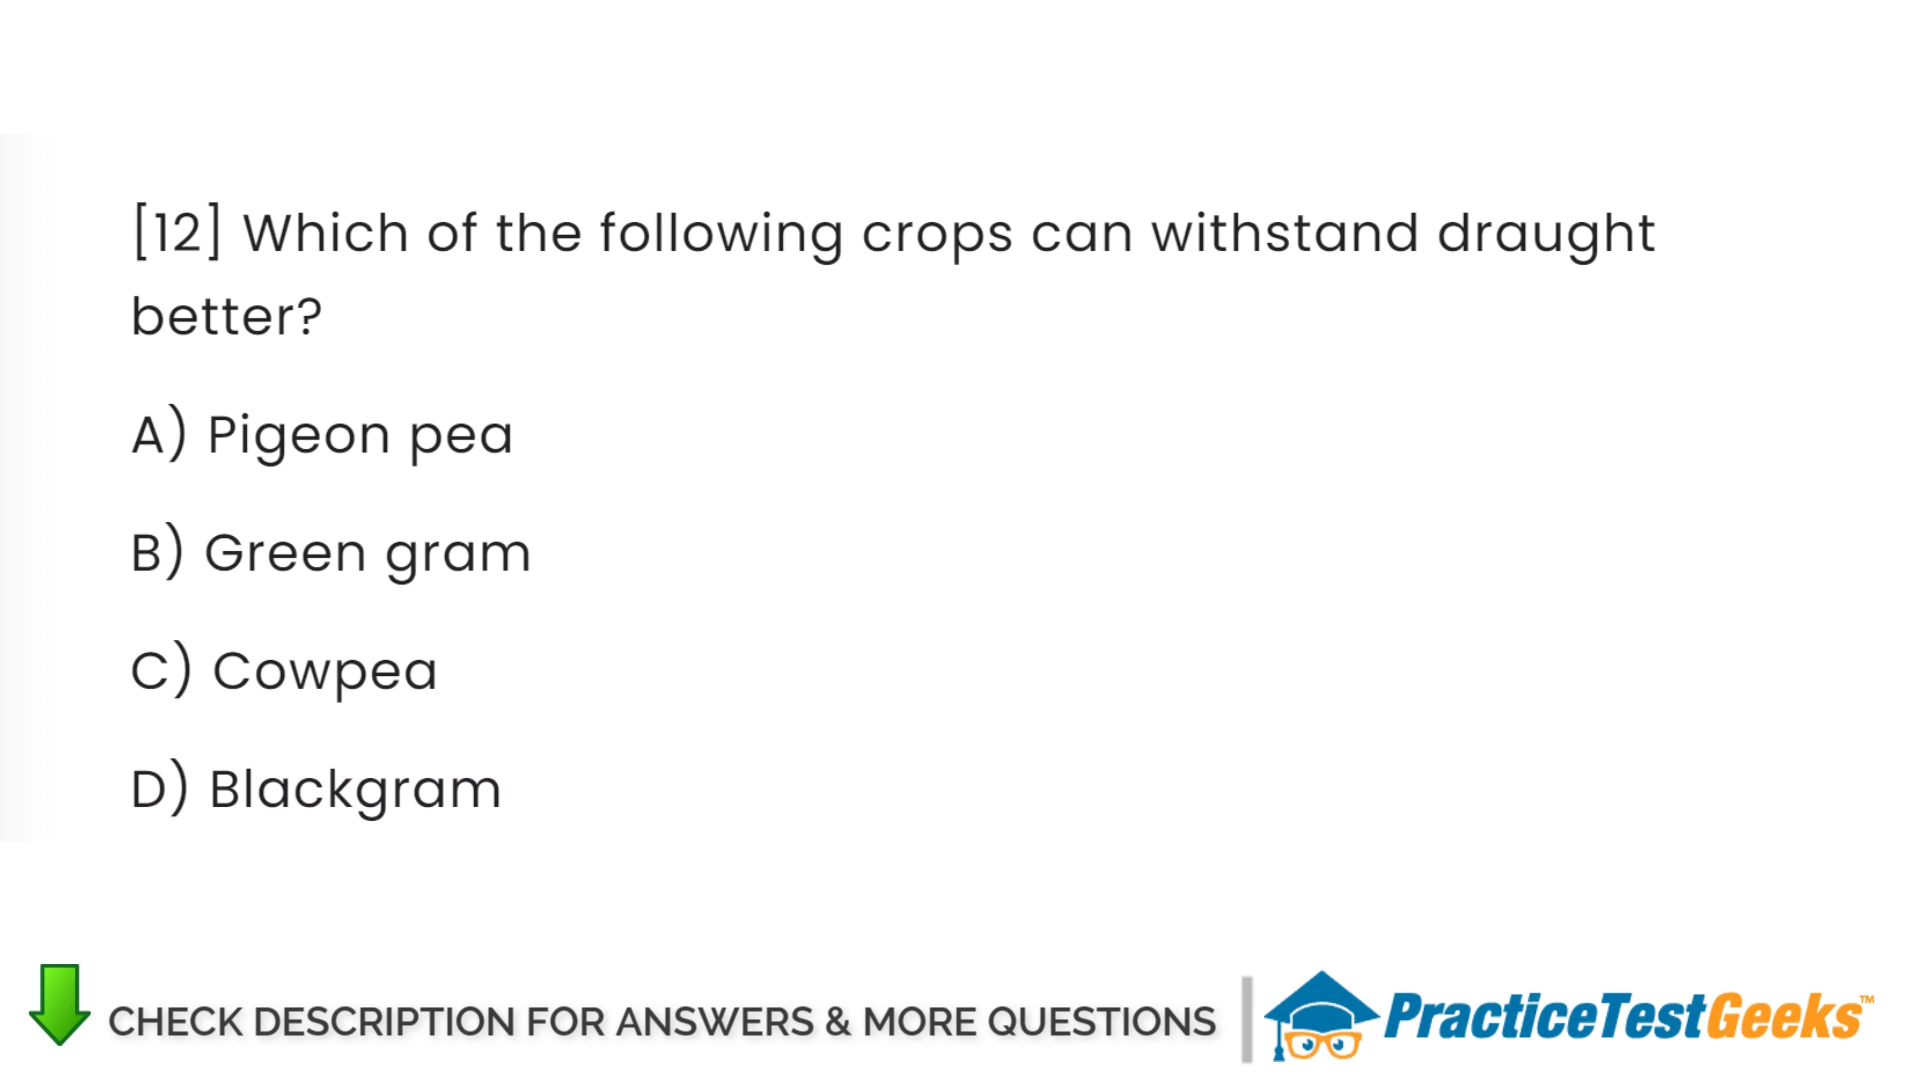 [12] Which of the following crops can withstand draught
better?
A) Pigeon pea
B) Green gram
C) Cowpea
D) Blackgram
CHECK DESCRIPTION FOR ANSWERS & MORE QUESTIONS
PracticeTestGeeks™